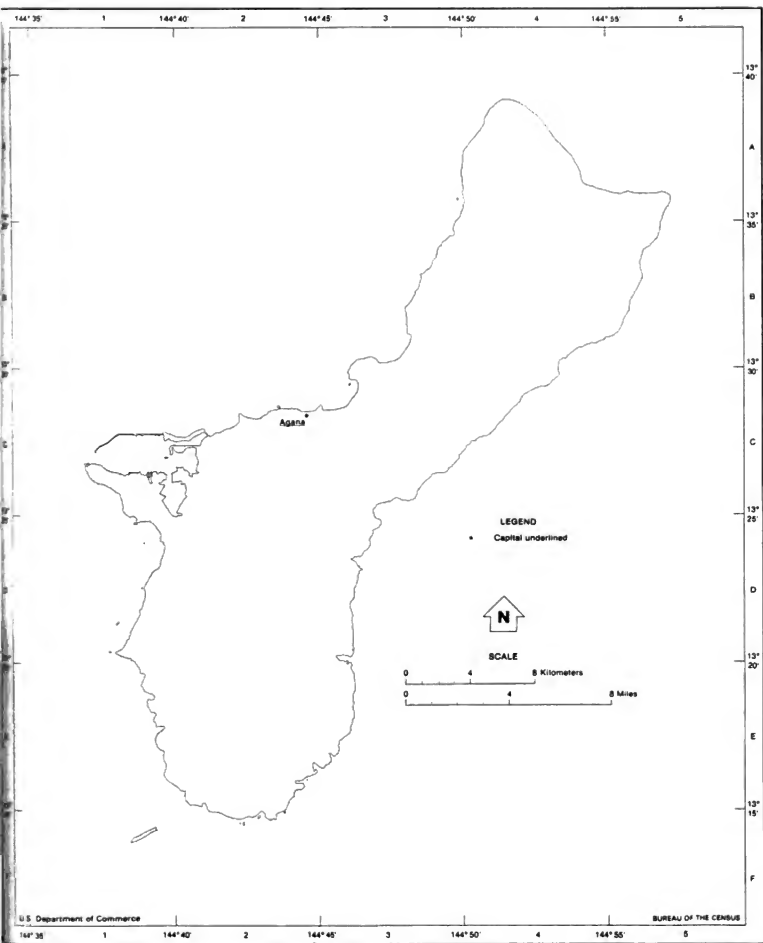 144° 35' 1 144° 40' 2 144° 45' 3 144° 50' 4 144° 55' 5
13°
40'
A
13°
35'
B
13°
30'
Agana
C
13°
25'
LEGEND
Capital underlined
D
N
SCALE
13°
20'
0 4 8 Kilometers
0 4 8 Miles
E
13°
15'
F
U.S. Department of Commerce BUREAU OF THE CENSUS
144° 35' 1 144° 40' 2 144° 45' 3 144° 50' 4 144° 55' 5